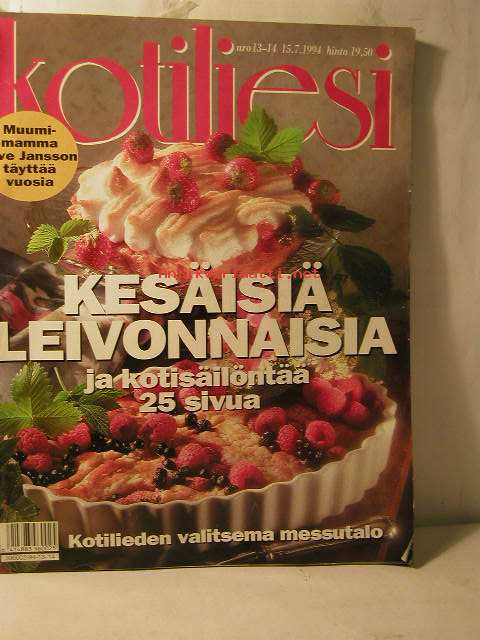 nro 13–14 15.7.1994 hinta 19,50
kotiliesi
Muumi-
mamma
ve Jansson
täyttää
vuosia
KESÄISIÄ
LEIVONNAISIA
ja kotisäilöntää
25 sivua
Kotilieden valitsema messutalo